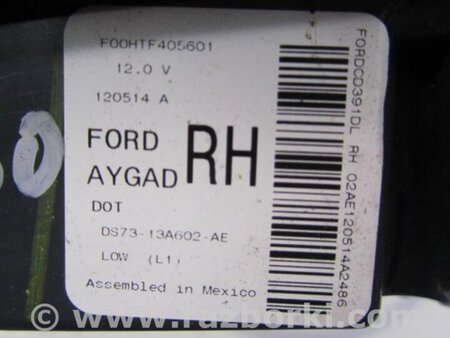 F00HTF405601
12.0 V
120514 A
FORD
AYGAD
RH
DOT
DS73-13A602-AE
LOW (L1)
Assembled in Mexico
FORDCD391DL RH 02AE120514A2486
© www.razborki.com